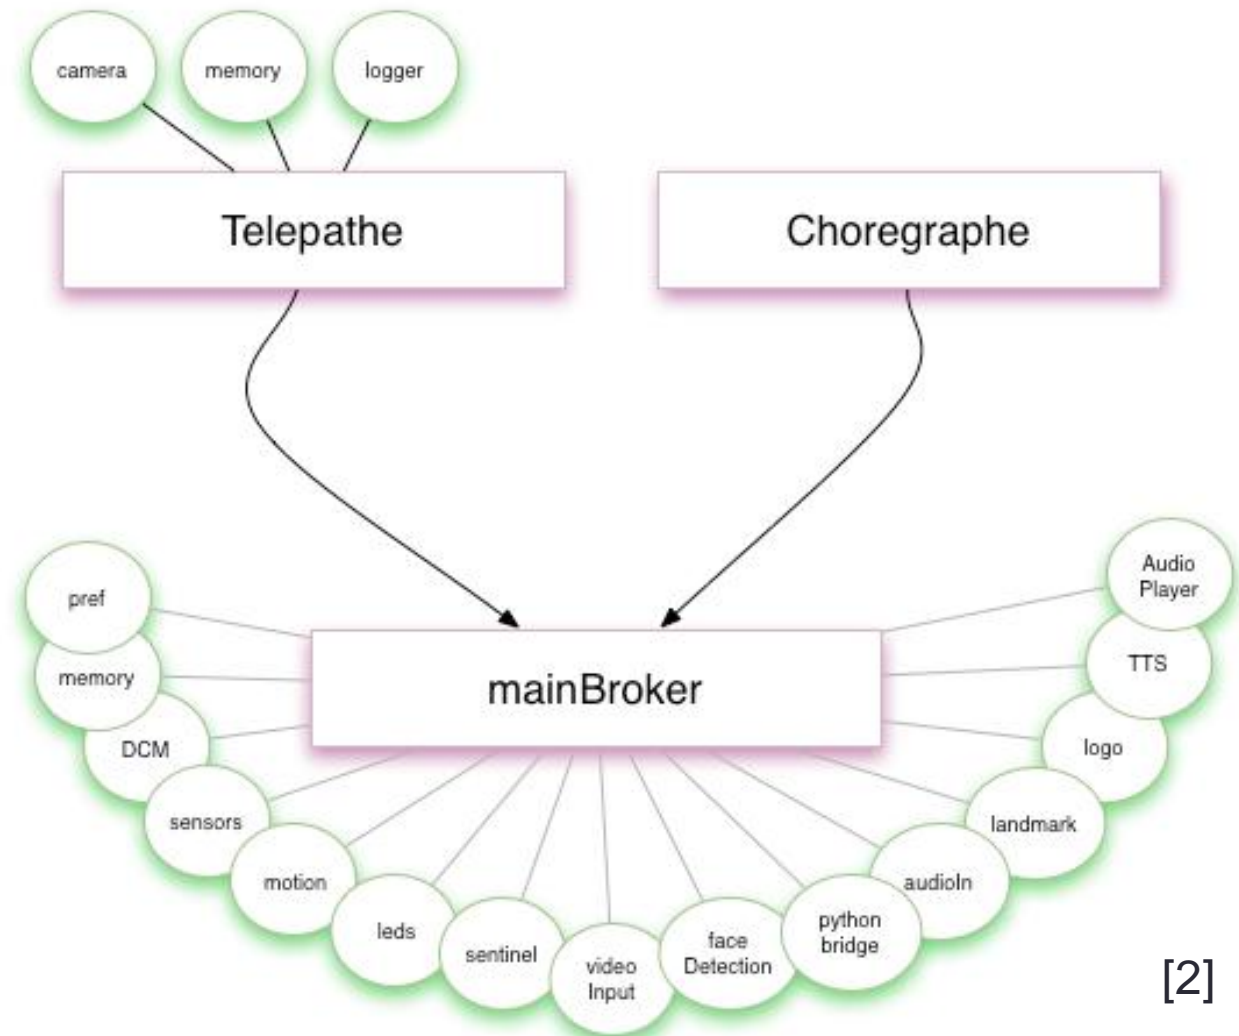 camera
memory
logger
Telepathe
Choregraphe
mainBroker
pref
memory
DCM
sensors
motion
leds
sentinel
video
Input
face
Detection
python
bridge
audioIn
landmark
logo
TTS
Audio
Player
[2]